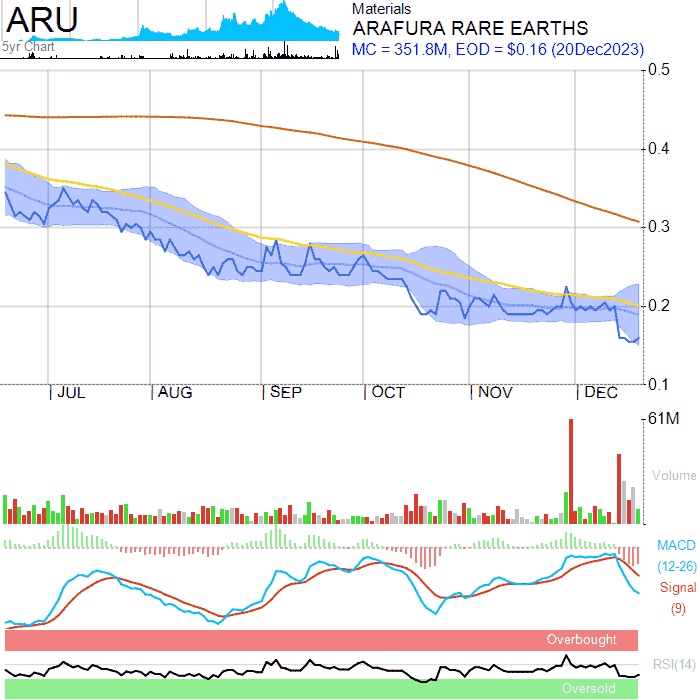 ARU
5yr Chart
Materials
ARAFURA RARE EARTHS
MC = 351.8M, EOD = $0.16 (20Dec2023)
0.5
0.4
0.3
0.2
0.1
JUL AUG SEP OCT NOV DEC
61M
Volume
MACD
(12-26)
Signal
(9)
Overbought
RSI(14)
Oversold